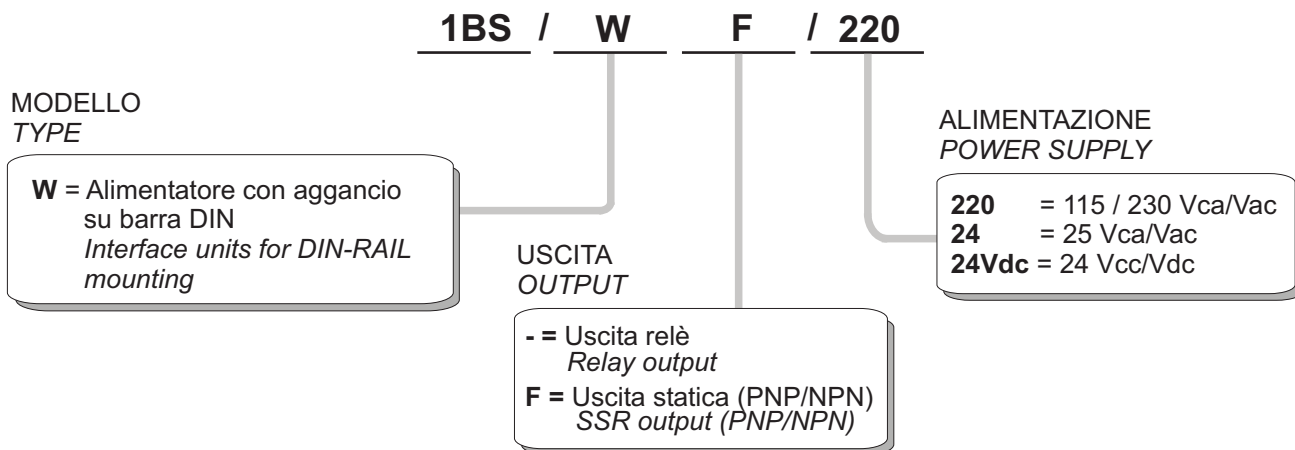 1BS / W F / 220
MODELLO
TYPE
W = Alimentatore con aggancio
su barra DIN
Interface units for DIN-RAIL
mounting
USCITA
OUTPUT
- = Uscita relè
Relay output
F = Uscita statica (PNP/NPN)
SSR output (PNP/NPN)
ALIMENTAZIONE
POWER SUPPLY
220 = 115 / 230 Vca/Vac
24 = 25 Vca/Vac
24Vdc = 24 Vcc/Vdc